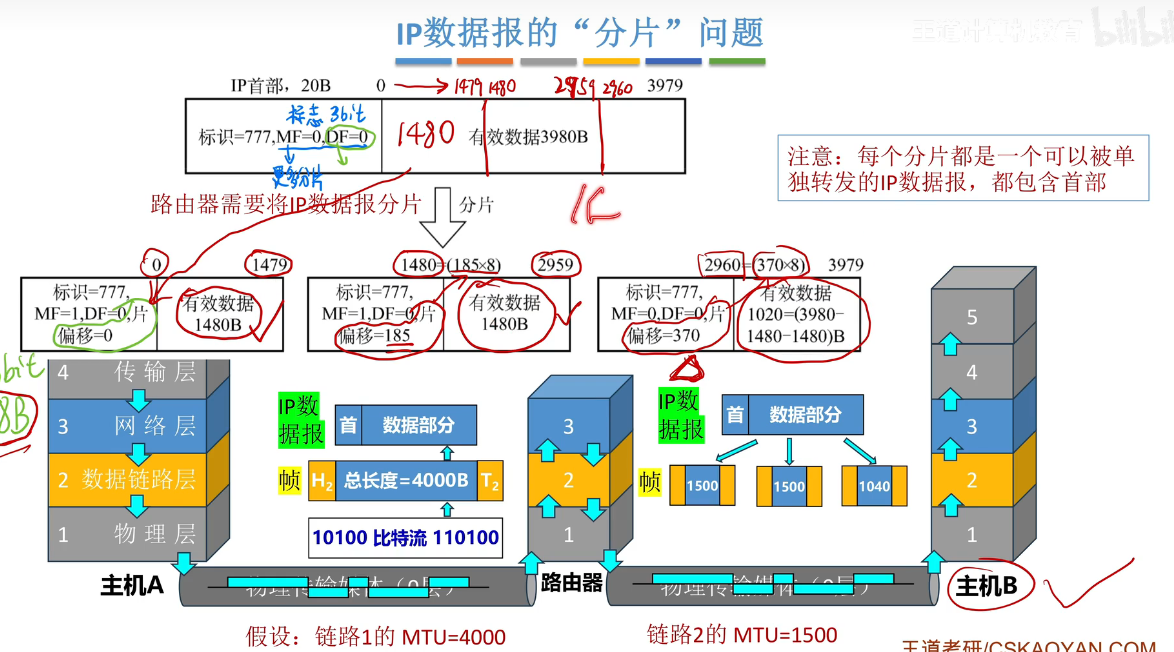 IP数据报的“分片”问题
bilibili
IP首部，20B
0
1479 1480
2959 2960
3979
标志 3bit
标识=777,MF=0,DF=0
1480
有效数据3980B
更多分片
注意：每个分片都是一个可以被单
独转发的IP数据报，都包含首部
路由器需要将IP数据报分片
分片
0
1479
1480=(185×8)
2959
2960=(370×8)
3979
标识=777,
MF=1,DF=0,片
偏移=0
有效数据
1480B
标识=777,
MF=1,DF=0,片
偏移=185
有效数据
1480B
标识=777,
MF=0,DF=0,片
偏移=370
有效数据
1020=(3980−
1480−1480)B
8B
4 传输层
3 网络层
2 数据链路层
1 物理层
IP数
据报
首 数据部分
帧
H2 总长度=4000B T2
10100 比特流 110100
3
2
1
IP数
据报
首 数据部分
帧
1500
1500
1040
5
4
3
2
1
主机A
物理传输媒体（0层）
路由器
物理传输媒体（0层）
主机B
假设：链路1的 MTU=4000
链路2的 MTU=1500
王道考研/CSKAOYAN.COM